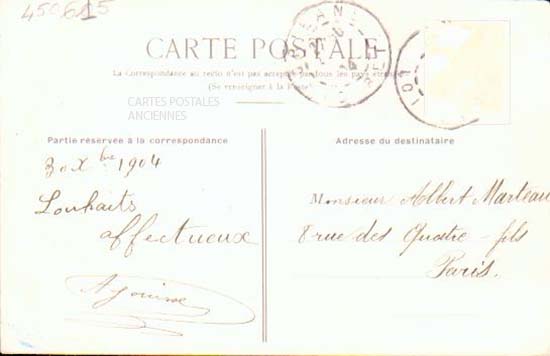 450615
CARTE POSTALE
La Correspondance au recto n'est pas acceptée par tous les pays étrangers
(Se renseigner à la Poste)
CARTES POSTALES
ANCIENNES
Partie réservée à la correspondance
30 Xbre 1904
Souhaits
affectueux
Adresse du destinataire
Monsieur Albert Marteau
8 rue des Quatre-fils
Paris.
LOT